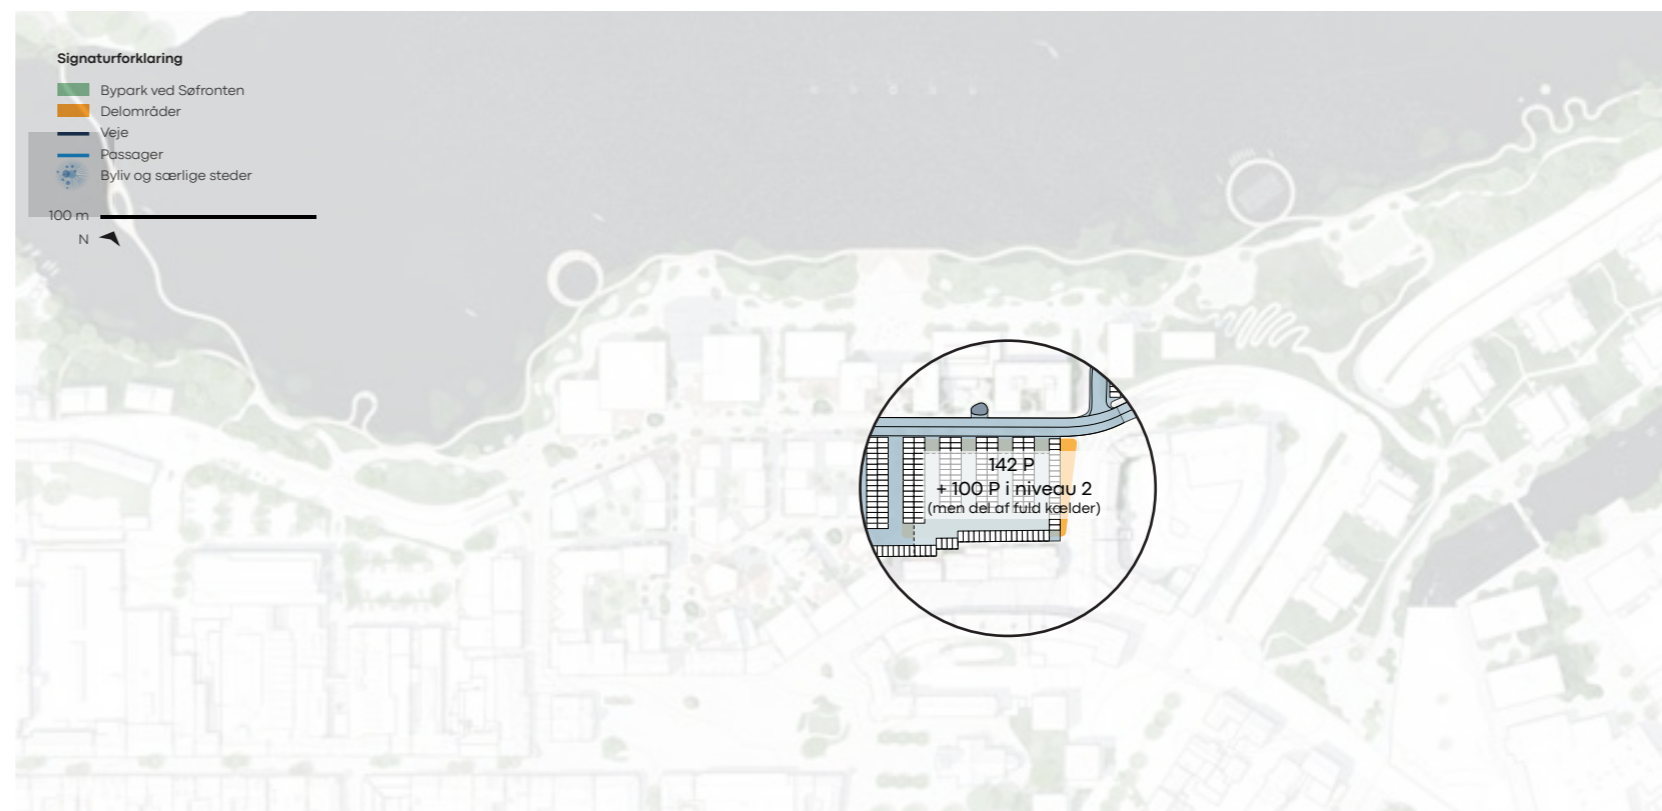 Signaturforklaring
Bypark ved Søfronten
Delområder
Veje
Passager
Byliv og særlige steder
100 m
N
142 P
+ 100 P i niveau 2
(men del af fuld kælder)